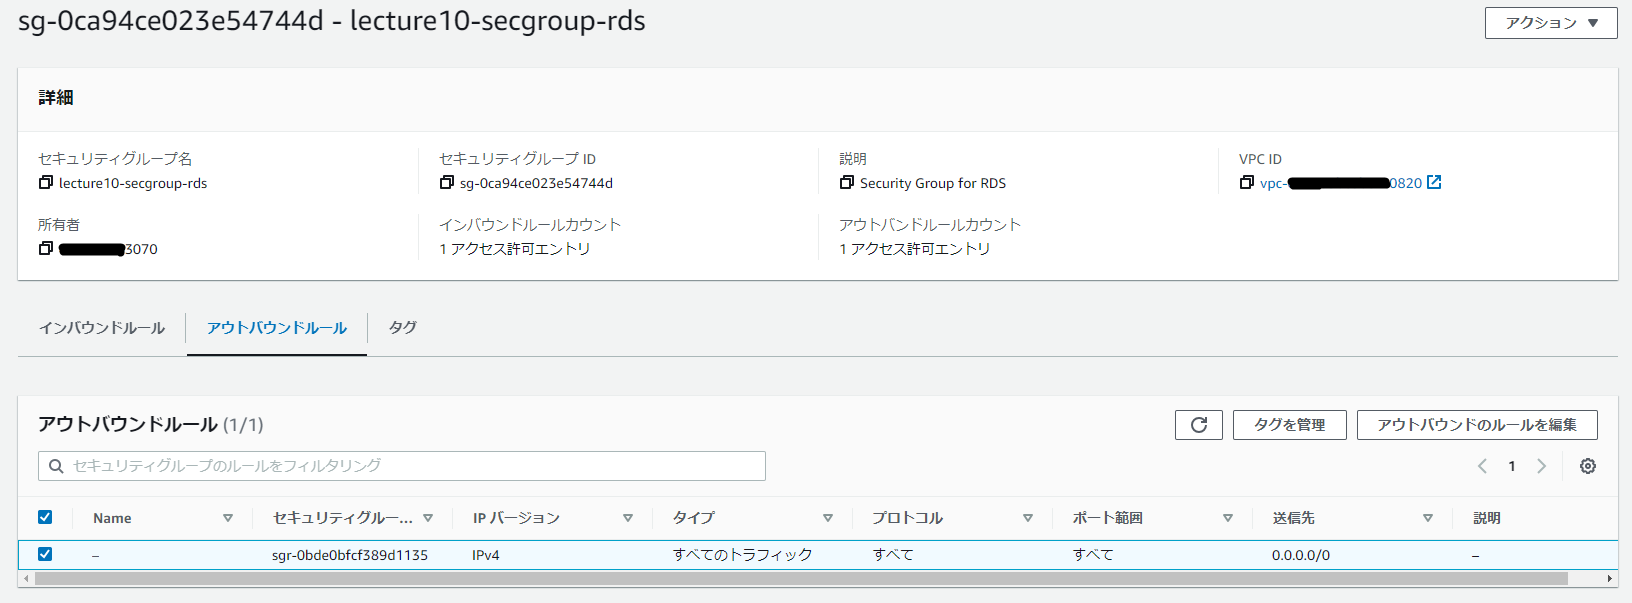 sg-0ca94ce023e54744d - lecture10-secgroup-rds
アクション
詳細
セキュリティグループ名
lecture10-secgroup-rds
セキュリティグループ ID
sg-0ca94ce023e54744d
説明
Security Group for RDS
VPC ID
vpc-
0820
所有者
3070
インバウンドルールカウント
1 アクセス許可エントリ
アウトバンドルールカウント
1 アクセス許可エントリ
インバウンドルール
アウトバウンドルール
タグ
アウトバウンドルール (1/1)
タグを管理
アウトバウンドのルールを編集
セキュリティグループのルールをフィルタリング
1
Name
セキュリティグルー...
IP バージョン
タイプ
プロトコル
ポート範囲
送信先
説明
–
sgr-0bde0bfcf389d1135
IPv4
すべてのトラフィック
すべて
すべて
0.0.0.0/0
–